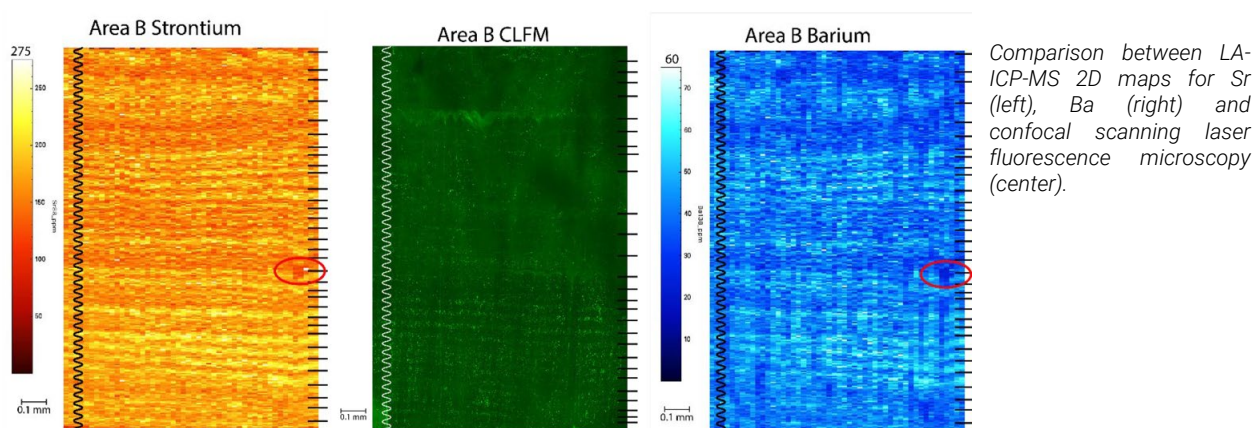 Area B Strontium
275
250
200
150
100
50
0.1 mm
Area B CLFM
0.1 mm
Area B Barium
60
70
60
50
40
30
20
10
Ba138_ppm
0.1 mm
Comparison between LA-
ICP-MS 2D maps for Sr
(left), Ba (right) and
confocal scanning laser
fluorescence microscopy
(center).